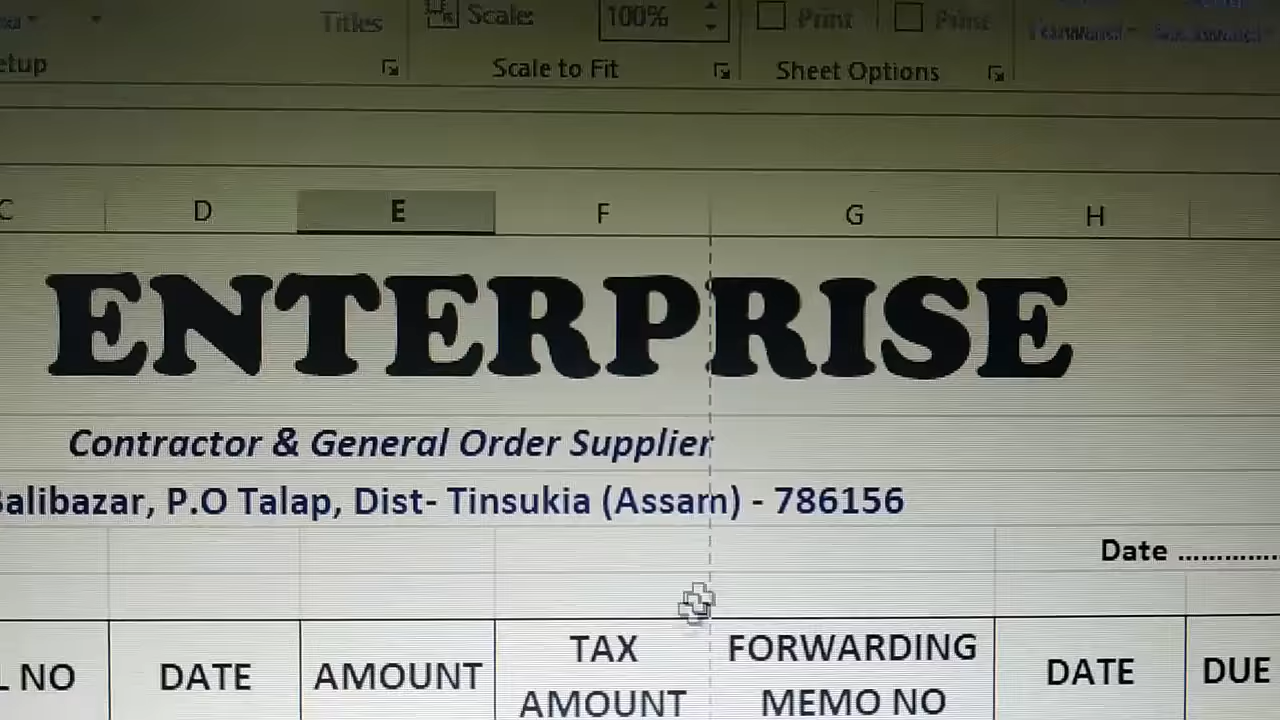 Titles Scale: 100% Print Print
etup Scale to Fit Sheet Options
C D E F G H
ENTERPRISE
Contractor & General Order Supplier
alibazar, P.O Talap, Dist- Tinsukia (Assam) - 786156
Date ..............
L NO DATE AMOUNT TAX AMOUNT FORWARDING MEMO NO DATE DUE